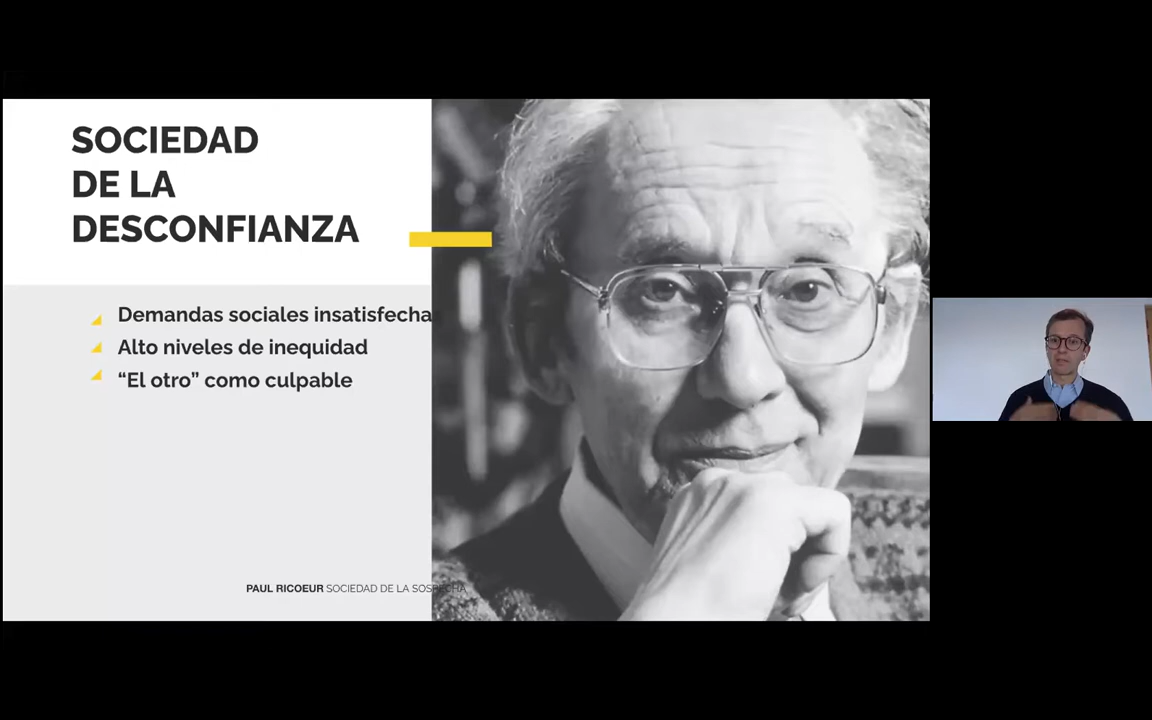 SOCIEDAD
DE LA
DESCONFIANZA
Demandas sociales insatisfecha
Alto niveles de inequidad
“El otro” como culpable
PAUL RICOEUR SOCIEDAD DE LA SOSPECHA